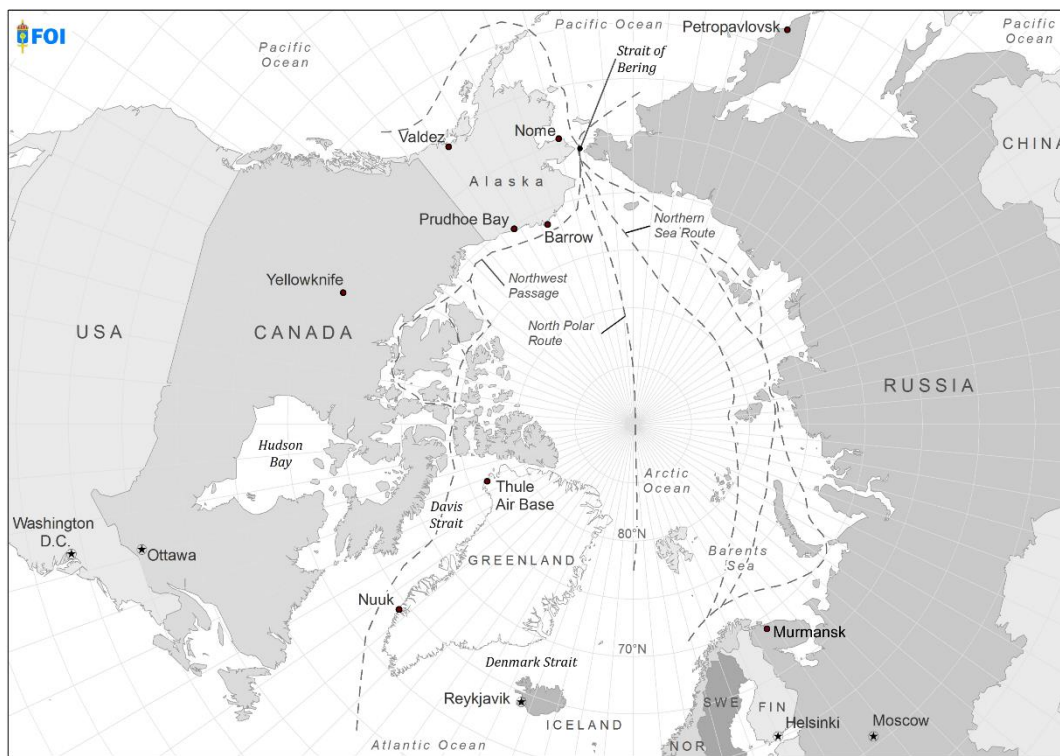 FOI
Pacific
Ocean
Pacific Ocean
Petropavlovsk
Pacific
Ocean
Strait of
Bering
Valdez
Nome
CHINA
Alaska
Prudhoe Bay
Barrow
Northern
Sea Route
Yellowknife
Northwest
Passage
USA
CANADA
North Polar
Route
RUSSIA
Hudson
Bay
Thule
Air Base
Arctic
Ocean
Davis
Strait
Washington
D.C.
Ottawa
GREENLAND
80°N
Barents
Sea
Nuuk
Murmansk
Denmark Strait
70°N
Reykjavik
ICELAND
SWE
FIN
Helsinki
Moscow
Atlantic Ocean
NOR